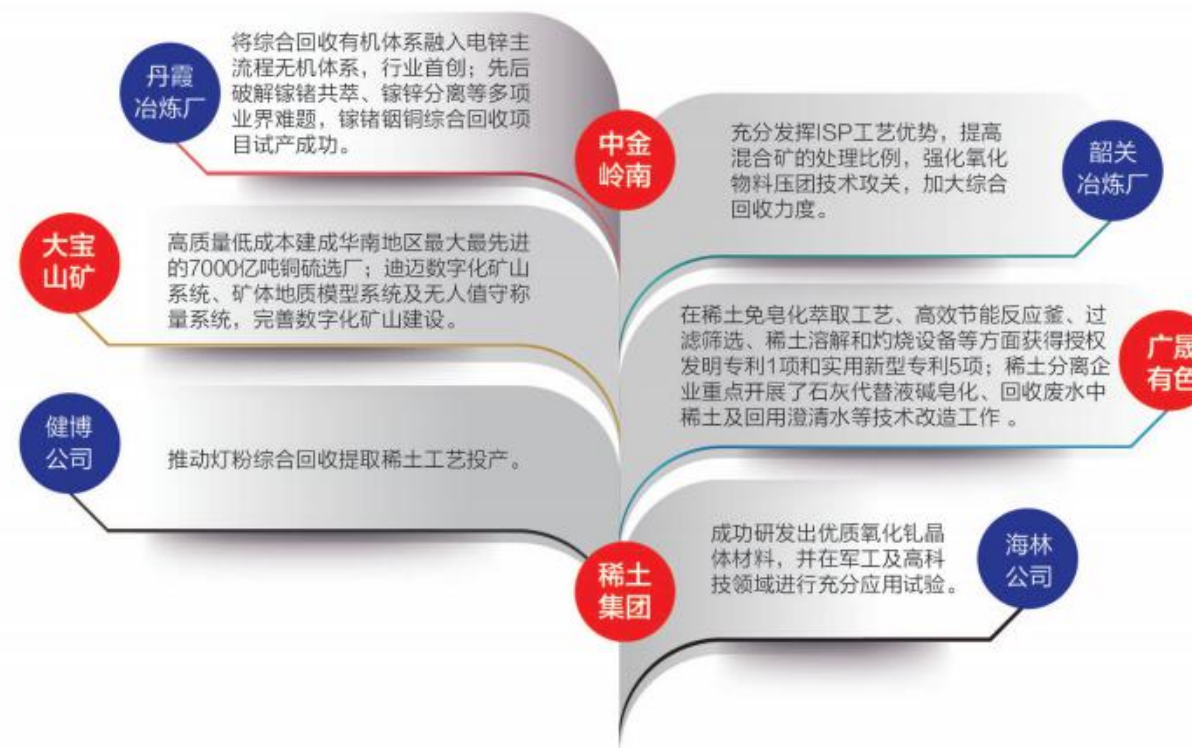 丹霞
冶炼厂
将综合回收有机体系融入电锌主
流程无机体系，行业首创；先后
破解镓锗共萃、镓锌分离等多项
业界难题，镓锗铟铜综合回收项
目试产成功。
中金
岭南
充分发挥ISP工艺优势，提高
混合矿的处理比例，强化氧化
物料压团技术攻关，加大综合
回收力度。
韶关
冶炼厂
大宝
山矿
高质量低成本建成华南地区最大最先进
的7000亿吨铜硫选厂；迪迈数字化矿山
系统、矿体地质模型系统及无人值守称
量系统，完善数字化矿山建设。
在稀土免皂化萃取工艺、高效节能反应釜、过
滤筛选、稀土溶解和灼烧设备等方面获得授权
发明专利1项和实用新型专利5项；稀土分离企
业重点开展了石灰代替液碱皂化、回收废水中
稀土及回用澄清水等技术改造工作 。
广晟
有色
健博
公司
推动灯粉综合回收提取稀土工艺投产。
稀土
集团
成功研发出优质氧化钆晶
体材料，并在军工及高科
技领域进行充分应用试验。
海林
公司